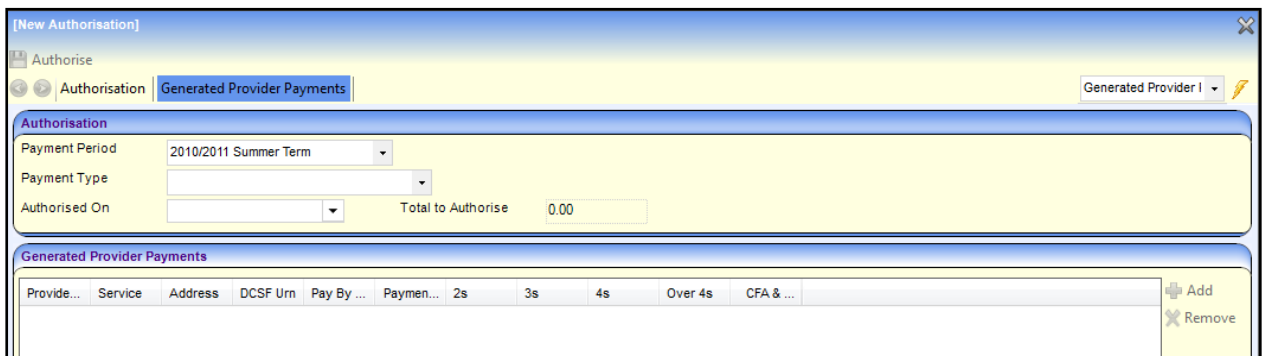 [New Authorisation]
Authorise
Authorisation Generated Provider Payments Generated Provider I
Authorisation
Payment Period 2010/2011 Summer Term
Payment Type
Authorised On Total to Authorise 0.00
Generated Provider Payments
Provide... Service Address DCSF Urn Pay By ... Paymen... 2s 3s 4s Over 4s CFA & ...
Add
Remove